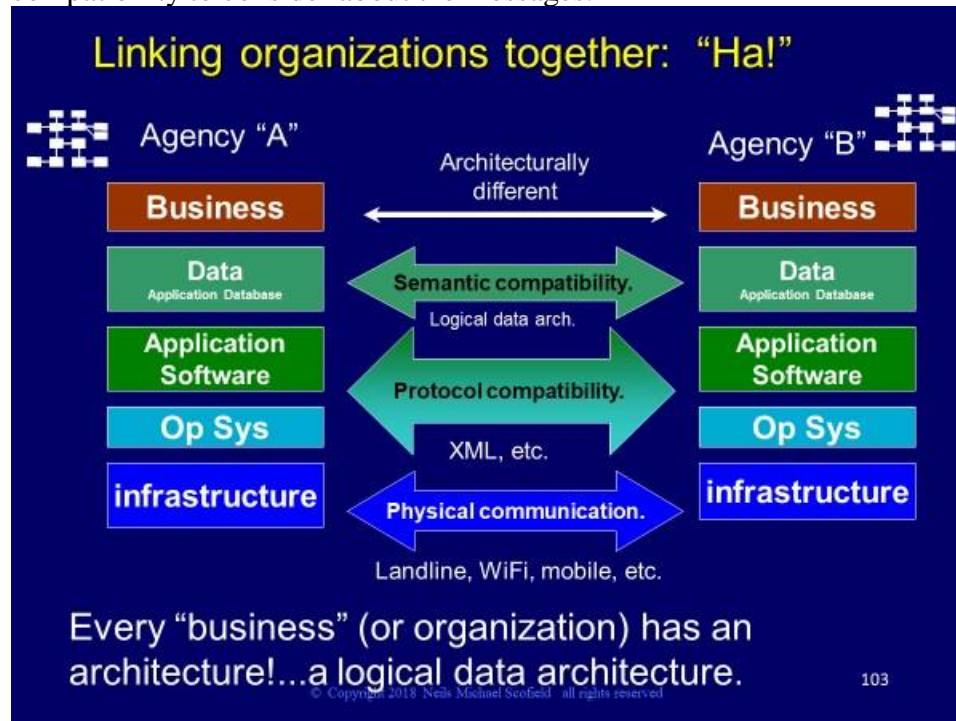 Linking organizations together: “Ha!”
Agency “A”
Agency “B”
Architecturally
different
Business
Business
Data
Application Database
Semantic compatibility.
Data
Application Database
Logical data arch.
Application
Software
Protocol compatibility.
Application
Software
Op Sys
Op Sys
XML, etc.
infrastructure
Physical communication.
infrastructure
Landline, WiFi, mobile, etc.
Every “business” (or organization) has an
architecture!...a logical data architecture.
© Copyright 2018 Neils Michael Scofield all rights reserved
103